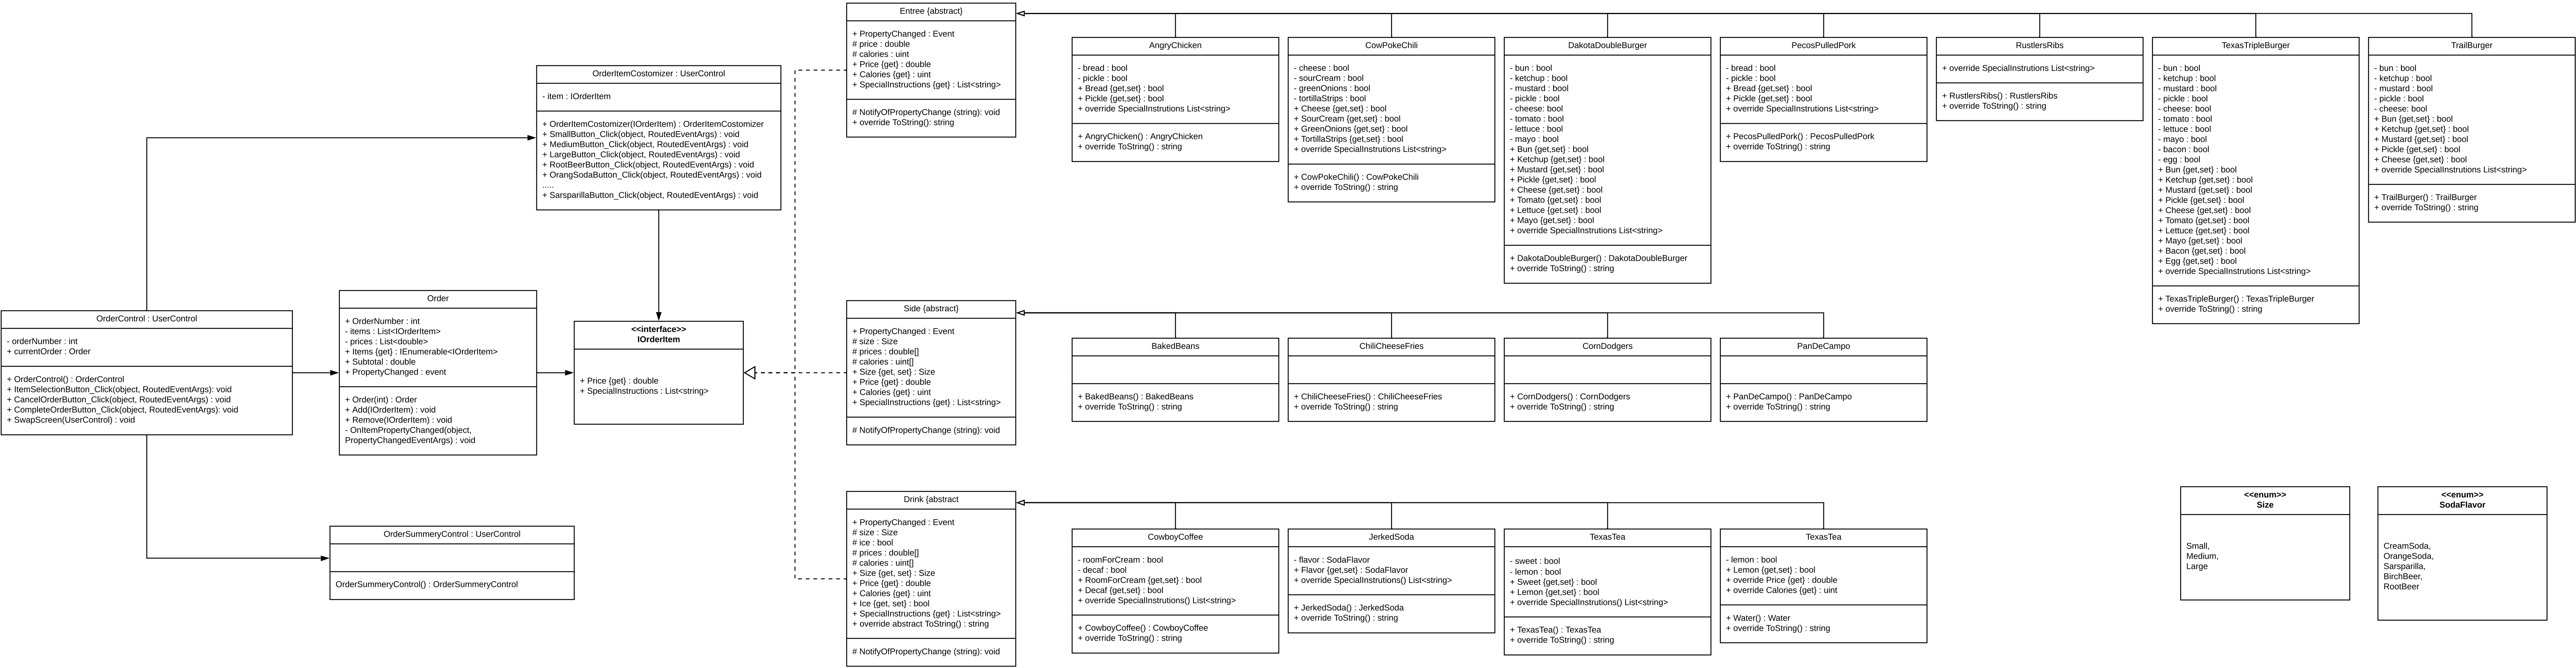 OrderControl : UserControl
- orderNumber : int
+ currentOrder : Order
+ OrderControl() : OrderControl
+ ItemSelectionButton_Click(object, RoutedEventArgs): void
+ CancelOrderButton_Click(object, RoutedEventArgs) : void
+ CompleteOrderButton_Click(object, RoutedEventArgs): void
+ SwapScreen(UserControl) : void
OrderItemCostomizer : UserControl
- item : IOrderItem
+ OrderItemCostomizer(IOrderItem) : OrderItemCostomizer
+ SmallButton_Click(object, RoutedEventArgs) : void
+ MediumButton_Click(object, RoutedEventArgs) : void
+ LargeButton_Click(object, RoutedEventArgs) : void
+ RootBeerButton_Click(object, RoutedEventArgs) : void
+ OrangSodaButton_Click(object, RoutedEventArgs) : void
.....
+ SarsparillaButton_Click(object, RoutedEventArgs) : void
Order
+ OrderNumber : int
- items : List<IOrderItem>
- prices : List<double>
+ Items {get} : IEnumerable<IOrderItem>
+ Subtotal : double
+ PropertyChanged : event
+ Order(int) : Order
+ Add(IOrderItem) : void
+ Remove(IOrderItem) : void
- OnItemPropertyChanged(object,
PropertyChangedEventArgs) : void
<<interface>>
IOrderItem
+ Price {get} : double
+ SpecialInstructions : List<string>
OrderSummeryControl : UserControl
OrderSummeryControl() : OrderSummeryControl
Entree {abstract}
+ PropertyChanged : Event
# price : double
# calories : uint
+ Price {get} : double
+ Calories {get} : uint
+ SpecialInstructions {get} : List<string>
# NotifyOfPropertyChange (string): void
+ override ToString(): string
AngryChicken
- bread : bool
- pickle : bool
+ Bread {get,set} : bool
+ Pickle {get,set} : bool
+ override SpecialInstrutions List<string>
+ AngryChicken() : AngryChicken
+ override ToString() : string
CowPokeChili
- cheese : bool
- sourCream : bool
- greenOnions : bool
- tortillaStrips : bool
+ Cheese {get,set} : bool
+ SourCream {get,set} : bool
+ GreenOnions {get,set} : bool
+ TortillaStrips {get,set} : bool
+ override SpecialInstrutions List<string>
+ CowPokeChili() : CowPokeChili
+ override ToString() : string
DakotaDoubleBurger
- bun : bool
- ketchup : bool
- mustard : bool
- pickle : bool
- cheese: bool
- tomato : bool
- lettuce : bool
- mayo : bool
+ Bun {get,set} : bool
+ Ketchup {get,set} : bool
+ Mustard {get,set} : bool
+ Pickle {get,set} : bool
+ Cheese {get,set} : bool
+ Tomato {get,set} : bool
+ Lettuce {get,set} : bool
+ Mayo {get,set} : bool
+ override SpecialInstrutions List<string>
+ DakotaDoubleBurger() : DakotaDoubleBurger
+ override ToString() : string
PecosPulledPork
- bread : bool
- pickle : bool
+ Bread {get,set} : bool
+ Pickle {get,set} : bool
+ override SpecialInstrutions List<string>
+ PecosPulledPork() : PecosPulledPork
+ override ToString() : string
RustlersRibs
+ override SpecialInstrutions List<string>
+ RustlersRibs() : RustlersRibs
+ override ToString() : string
TexasTripleBurger
- bun : bool
- ketchup : bool
- mustard : bool
- pickle : bool
- cheese: bool
- tomato : bool
- lettuce : bool
- mayo : bool
- bacon : bool
- egg : bool
+ Bun {get,set} : bool
+ Ketchup {get,set} : bool
+ Mustard {get,set} : bool
+ Pickle {get,set} : bool
+ Cheese {get,set} : bool
+ Tomato {get,set} : bool
+ Lettuce {get,set} : bool
+ Mayo {get,set} : bool
+ Bacon {get,set} : bool
+ Egg {get,set} : bool
+ override SpecialInstrutions List<string>
+ TexasTripleBurger() : TexasTripleBurger
+ override ToString() : string
TrailBurger
- bun : bool
- ketchup : bool
- mustard : bool
- pickle : bool
- cheese: bool
+ Bun {get,set} : bool
+ Ketchup {get,set} : bool
+ Mustard {get,set} : bool
+ Pickle {get,set} : bool
+ Cheese {get,set} : bool
+ override SpecialInstrutions List<string>
+ TrailBurger() : TrailBurger
+ override ToString() : string
Side {abstract}
+ PropertyChanged : Event
# size : Size
# prices : double[]
# calories : uint[]
+ Size {get, set} : Size
+ Price {get} : double
+ Calories {get} : uint
+ SpecialInstructions {get} : List<string>
# NotifyOfPropertyChange (string): void
BakedBeans
+ BakedBeans() : BakedBeans
+ override ToString() : string
ChiliCheeseFries
+ ChiliCheeseFries() : ChiliCheeseFries
+ override ToString() : string
CornDodgers
+ CornDodgers() : CornDodgers
+ override ToString() : string
PanDeCampo
+ PanDeCampo() : PanDeCampo
+ override ToString() : string
Drink {abstract
+ PropertyChanged : Event
# size : Size
# ice : bool
# prices : double[]
# calories : uint[]
+ Size {get, set} : Size
+ Price {get} : double
+ Calories {get} : uint
+ Ice {get, set} : bool
+ SpecialInstructions {get} : List<string>
+ override abstract ToString() : string
# NotifyOfPropertyChange (string): void
CowboyCoffee
- roomForCream : bool
- decaf : bool
+ RoomForCream {get,set} : bool
+ Decaf {get,set} : bool
+ override SpecialInstrutions() List<string>
+ CowboyCoffee() : CowboyCoffee
+ override ToString() : string
JerkedSoda
- flavor : SodaFlavor
+ Flavor {get,set} : SodaFlavor
+ override SpecialInstrutions() List<string>
+ JerkedSoda() : JerkedSoda
+ override ToString() : string
TexasTea
- sweet : bool
- lemon : bool
+ Sweet {get,set} : bool
+ Lemon {get,set} : bool
+ override SpecialInstrustions() List<string>
+ TexasTea() : TexasTea
+ override ToString() : string
TexasTea
- lemon : bool
+ Lemon {get,set} : bool
+ override Price {get} : double
+ override Calories {get} : uint
+ Water() : Water
+ override ToString() : string
<<enum>>
Size
Small,
Medium,
Large
<<enum>>
SodaFlavor
CreamSoda,
OrangeSoda,
Sarsparilla,
BirchBeer,
RootBeer